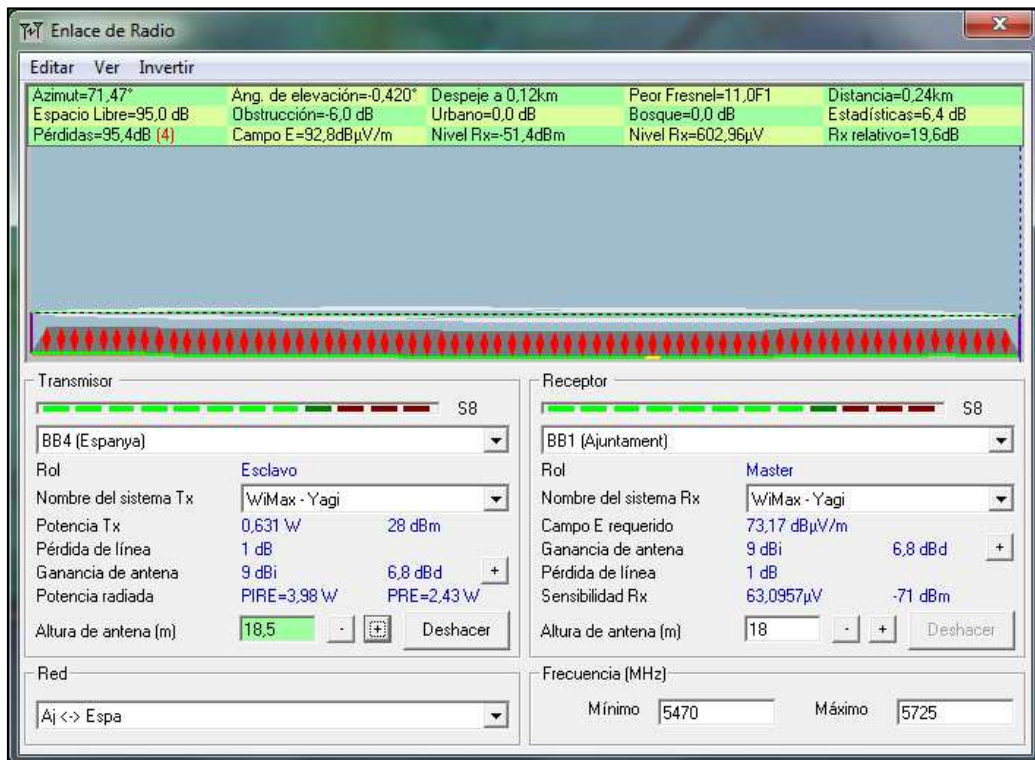 Enlace de Radio
Editar Ver Invertir
Azimut=71,47° Ang. de elevación=-0,420° Despeje a 0,12km Peor Fresnel=11,0F1 Distancia=0,24km
Espacio Libre=95,0 dB Obstrucción=-6,0 dB Urbano=0,0 dB Bosque=0,0 dB Estadísticas=6,4 dB
Pérdidas=95,4dB (4) Campo E=92,8dBµV/m Nivel Rx=-51,4dBm Nivel Rx=602,96µV Rx relativo=19,6dB
Transmisor
S8
BB4 (Espanya)
Rol Esclavo
Nombre del sistema Tx WiMax - Yagi
Potencia Tx 0,631 W 28 dBm
Pérdida de línea 1 dB
Ganancia de antena 9 dBi 6,8 dBd +
Potencia radiada PIRE=3,98 W PRE=2,43 W
Altura de antena (m) 18,5 - + Deshacer
Red
Aj <-> Espa
Receptor
S8
BB1 (Ajuntament)
Rol Master
Nombre del sistema Rx WiMax - Yagi
Campo E requerido 73,17 dBµV/m
Ganancia de antena 9 dBi 6,8 dBd +
Pérdida de línea 1 dB
Sensibilidad Rx 63,0957µV -71 dBm
Altura de antena (m) 18 - + Deshacer
Frecuencia (MHz)
Mínimo 5470 Máximo 5725